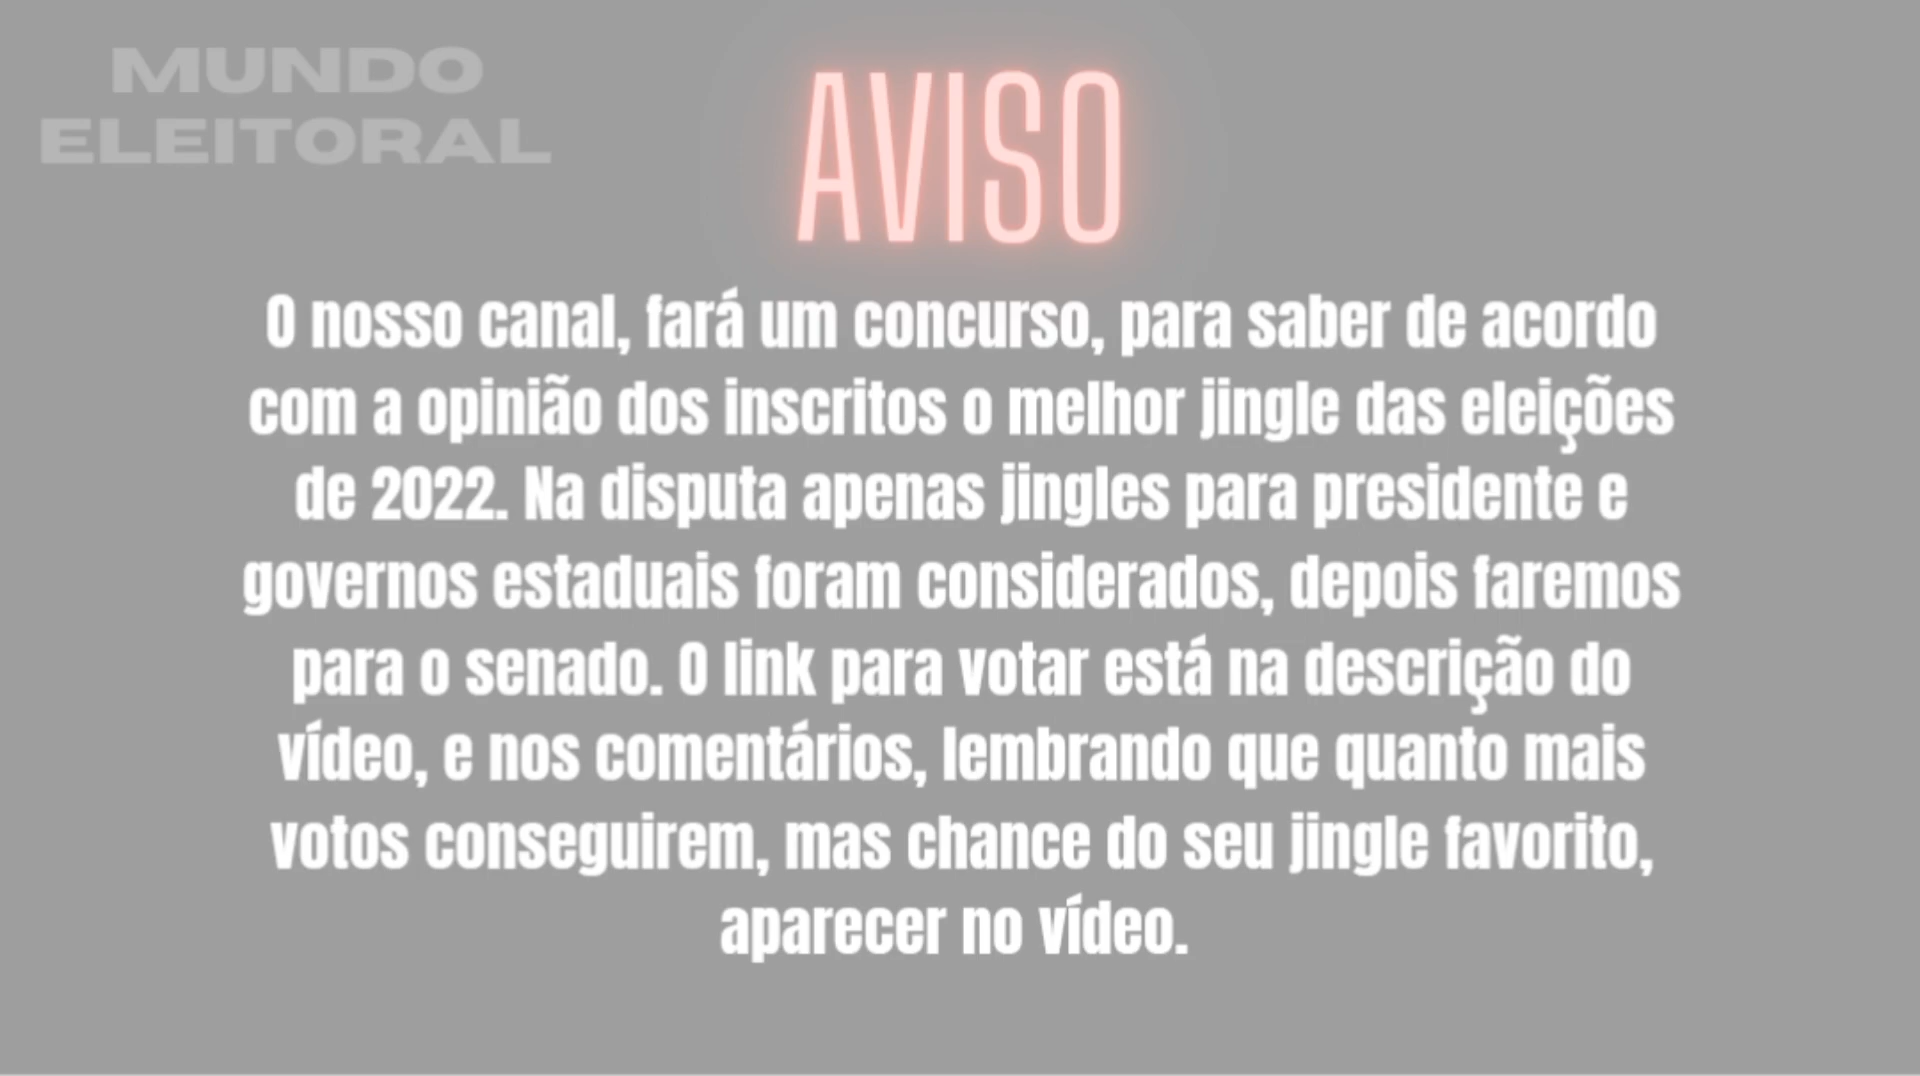 MUNDO
ELEITORAL
AVISO
O nosso canal, fará um concurso, para saber de acordo
com a opinião dos inscritos o melhor jingle das eleições
de 2022. Na disputa apenas jingles para presidente e
governos estaduais foram considerados, depois faremos
para o senado. O link para votar está na descrição do
vídeo, e nos comentários, lembrando que quanto mais
votos conseguirem, mas chance do seu jingle favorito,
aparecer no vídeo.